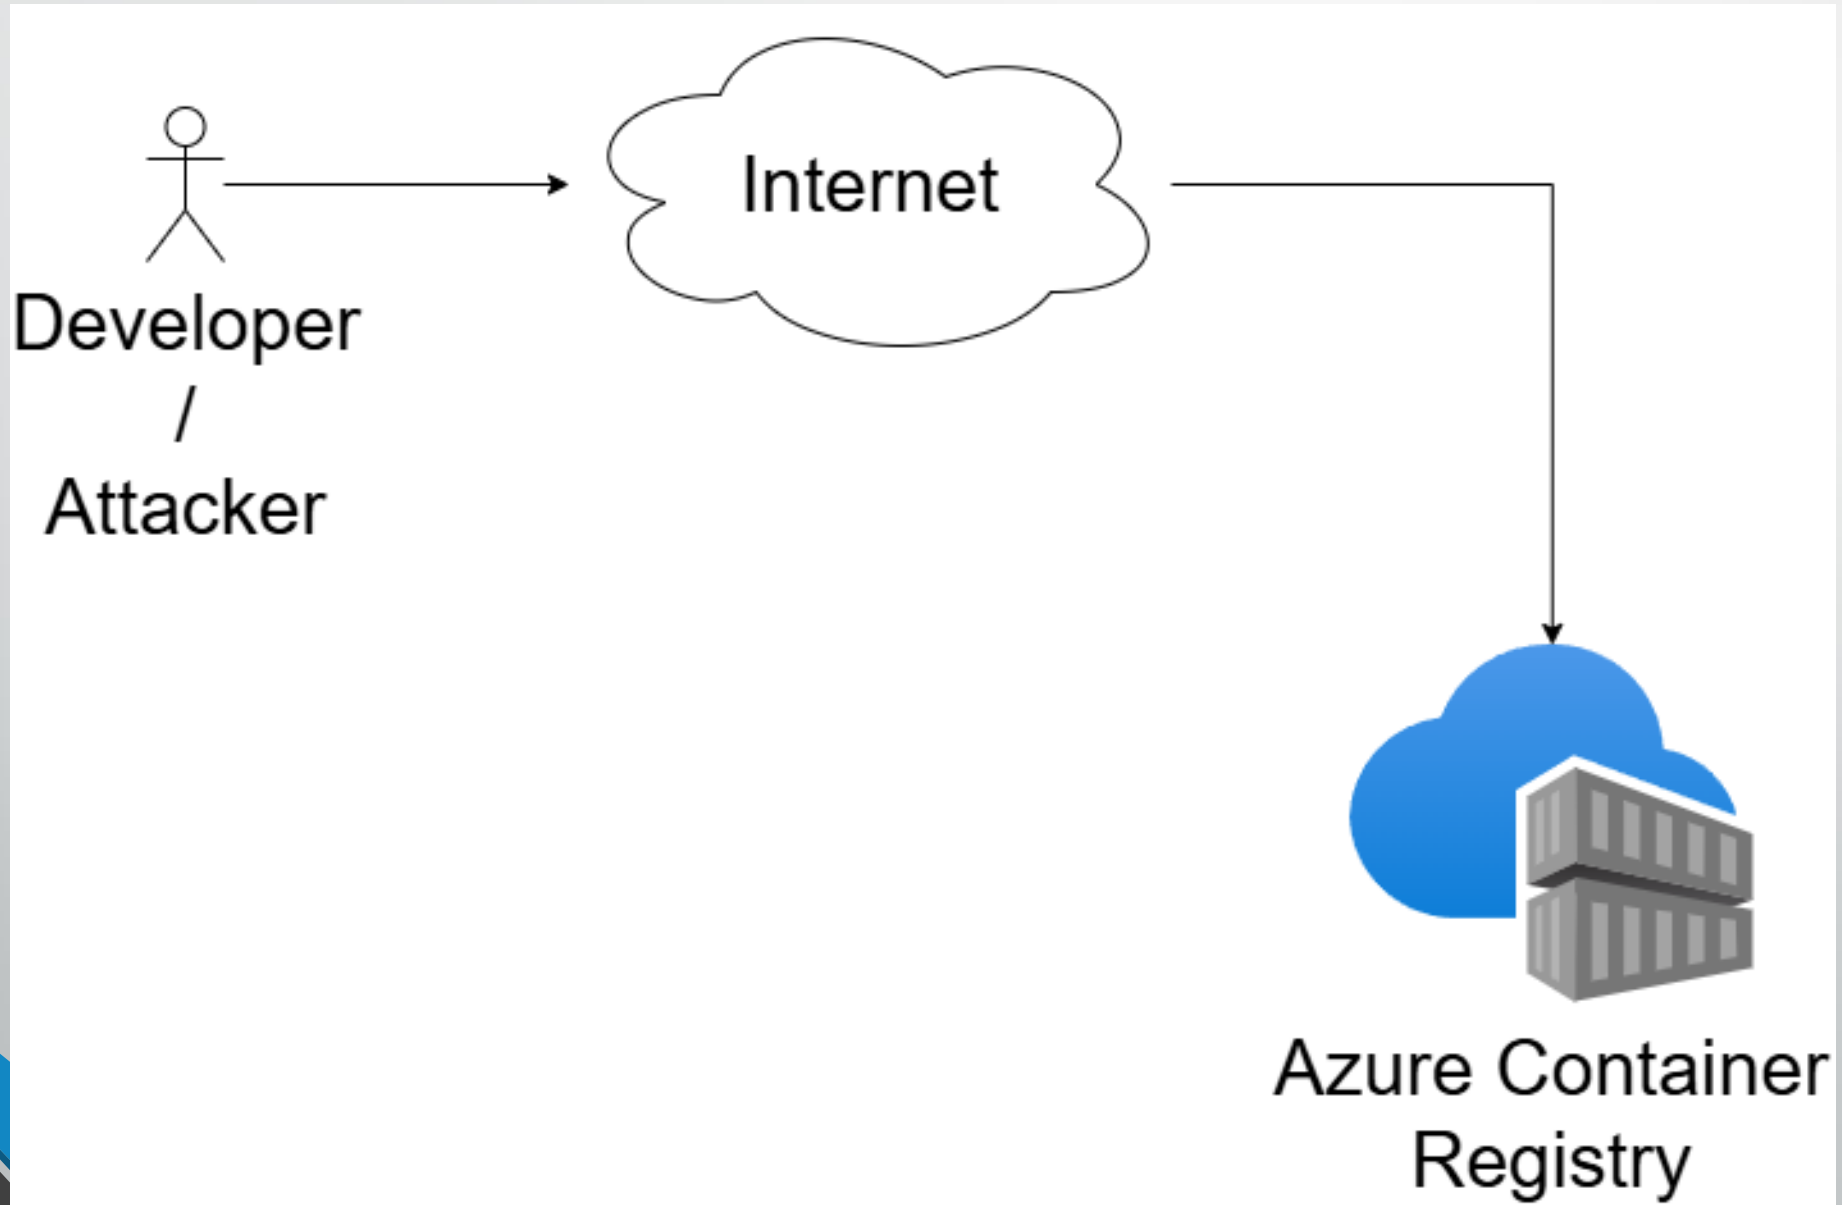 Internet
Developer
/
Attacker
Azure Container
Registry